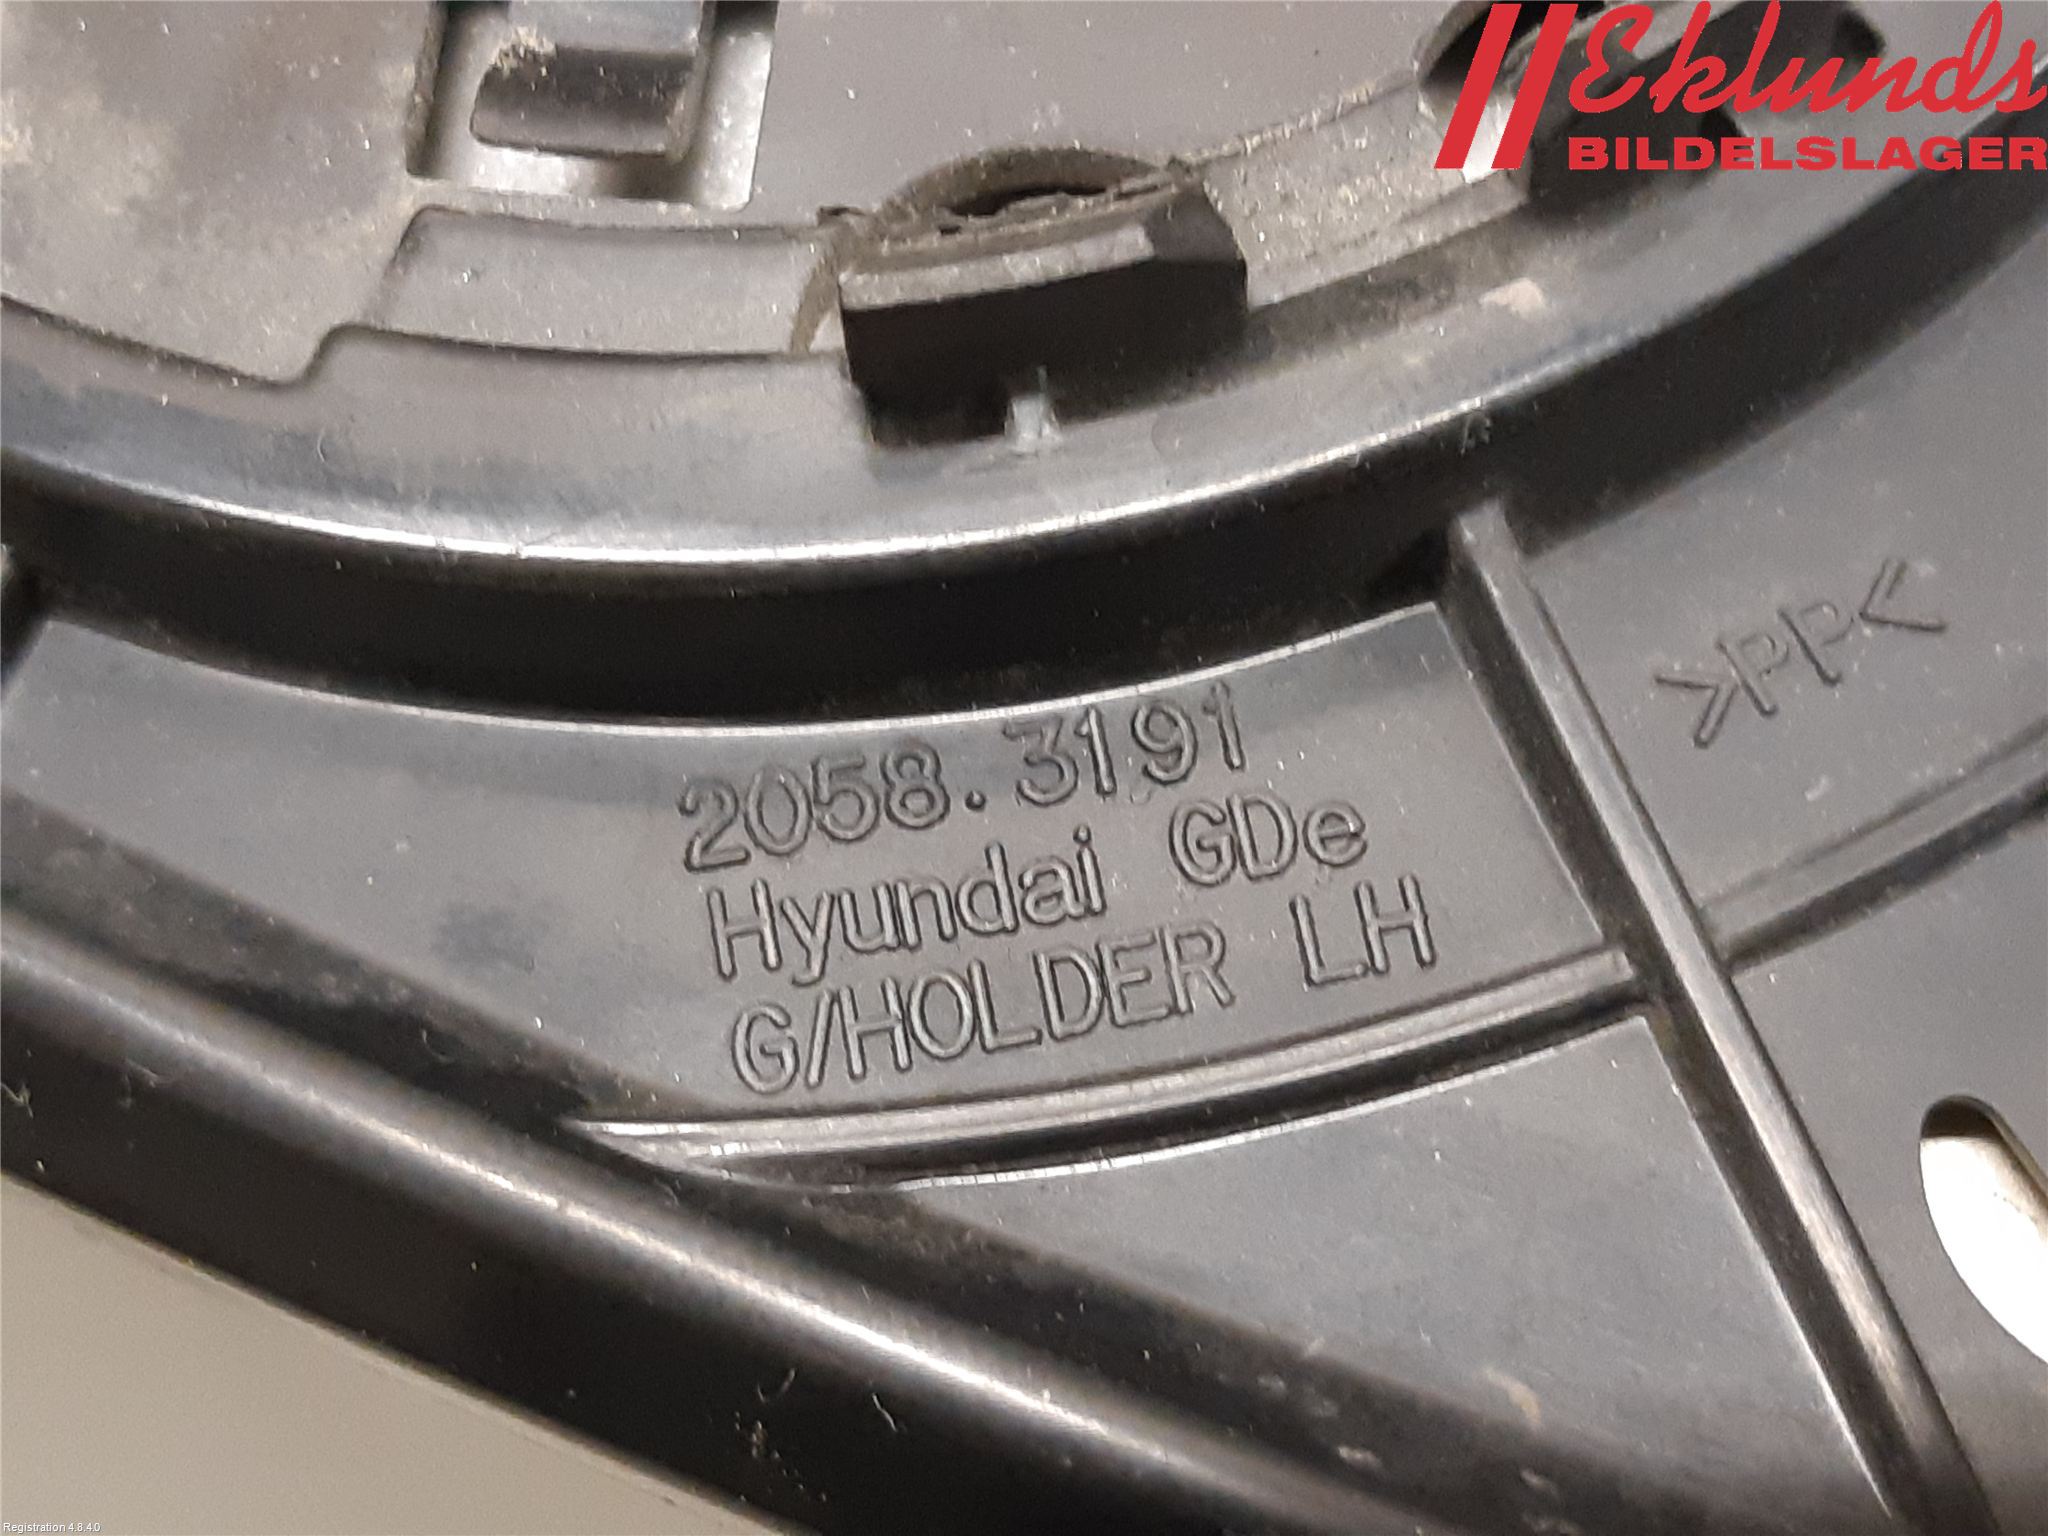 Eklunds
BILDELSLAGER
>PP<
2058.3191
Hyundai GDe
G/HOLDER LH
Registration 4.8.4.0